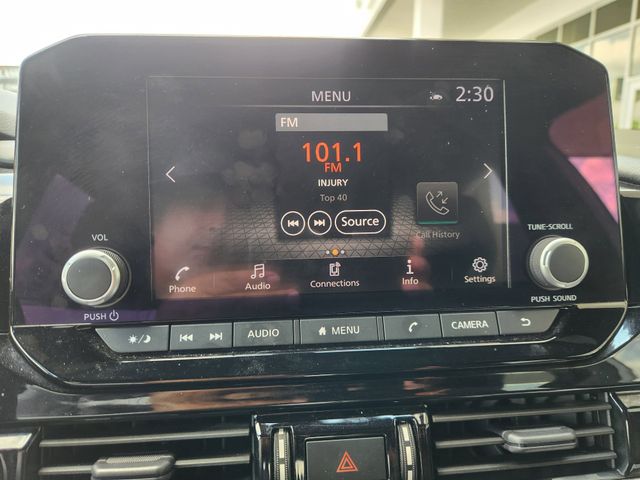 MENU
2:30
FM
101.1
FM
INJURY
Top 40
Source
Call History
Phone
Audio
Connections
Info
Settings
VOL
PUSH
TUNE-SCROLL
PUSH SOUND
AUDIO
MENU
CAMERA